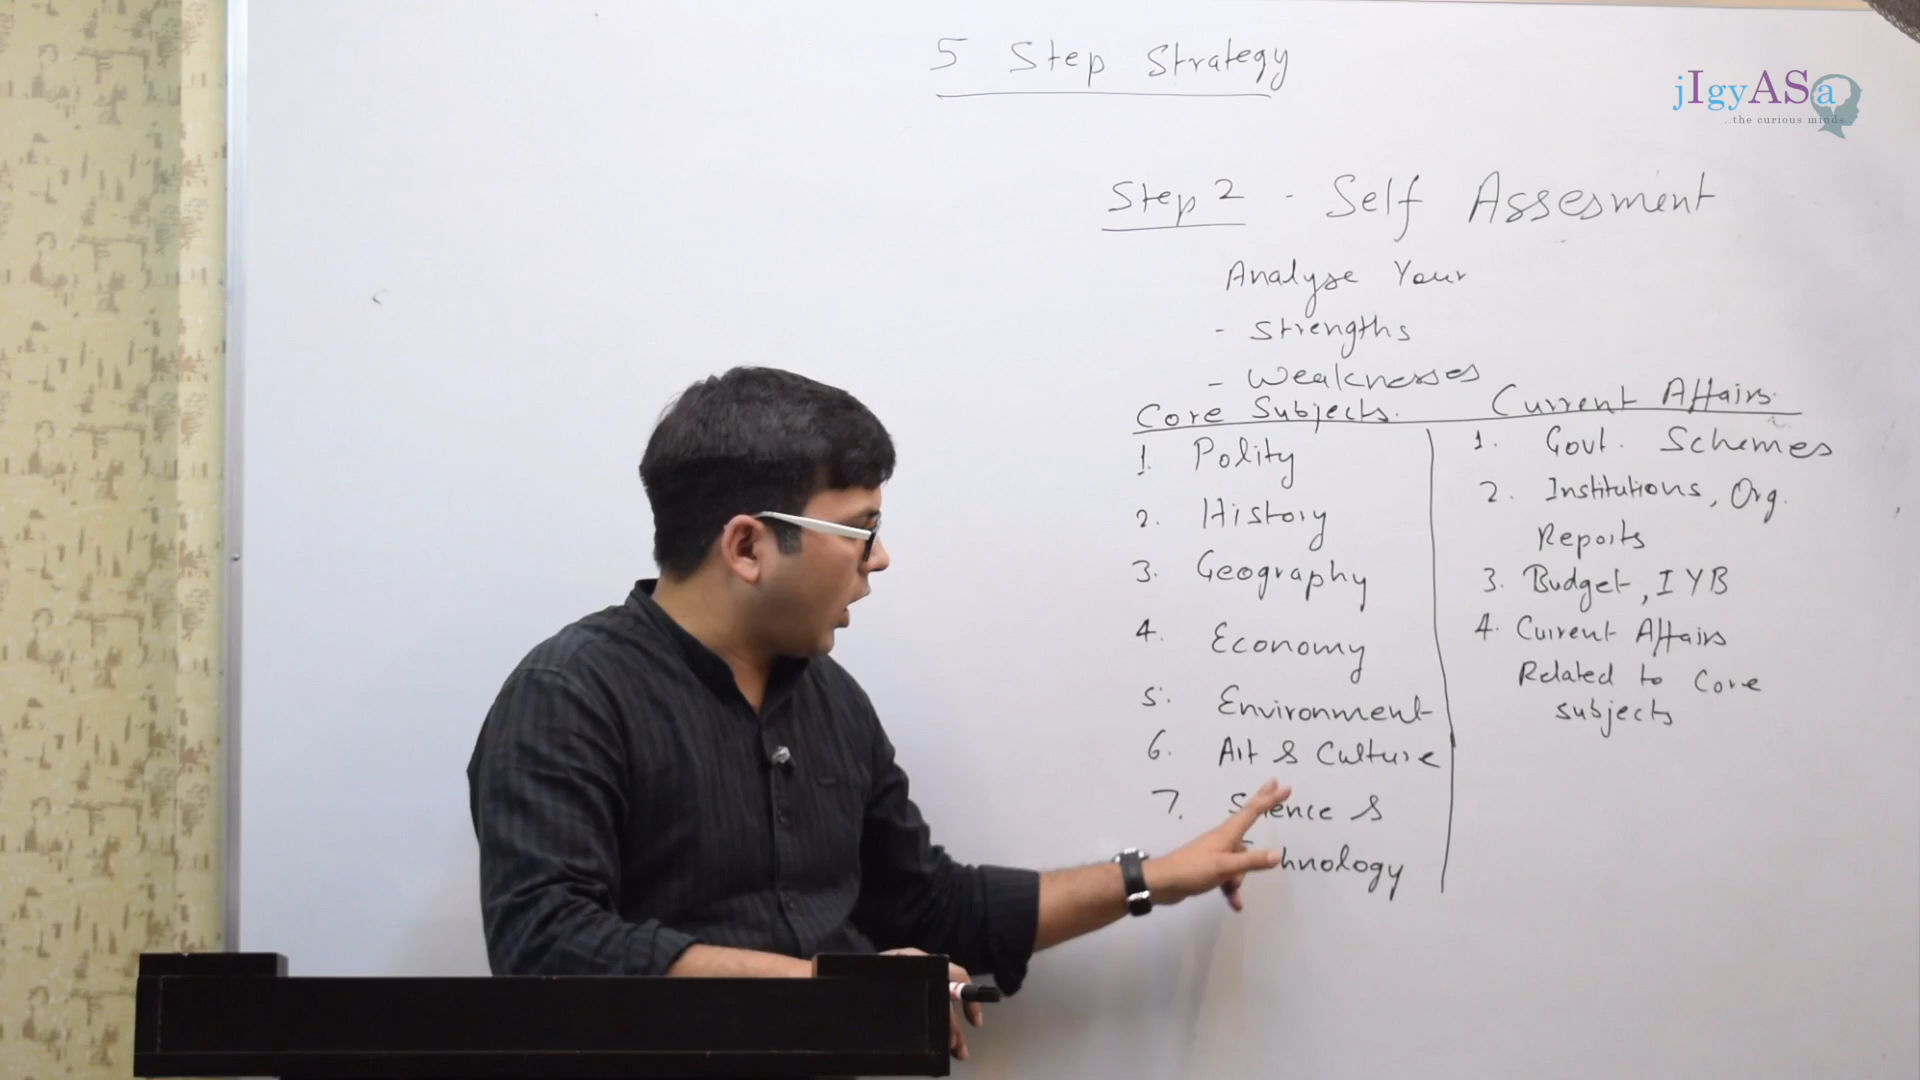 5 Step Strategy
jIgyASa
..the curious minds
Step 2 - Self Assesment
Analyse Your
- Strengths
- Weaknesses
Core Subjects.
1. Polity
2. History
3. Geography
4. Economy
5. Environment
6. Art & Culture
7. Science &
Technology
Current Affairs.
1. Govt. Schemes
2. Institutions, Org.
Reports
3. Budget, IYB
4. Current Affairs
Related to Core
subjects